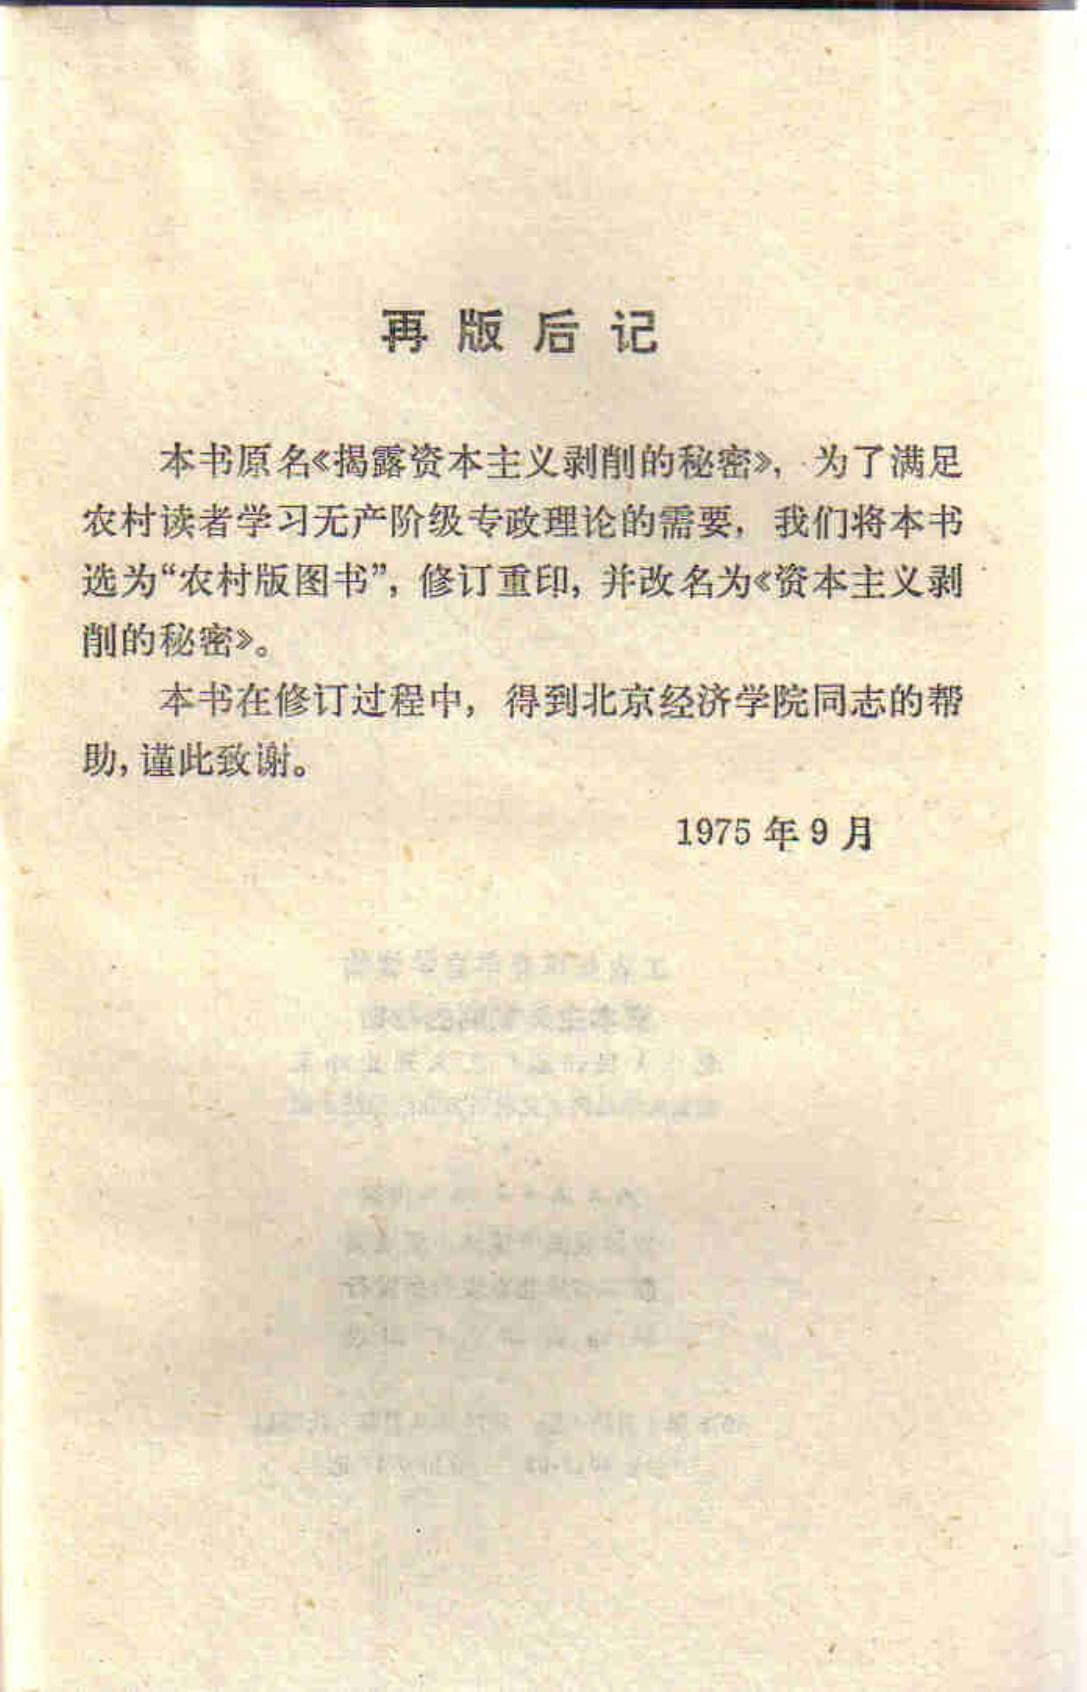 再版后记
本书原名《揭露资本主义剥削的秘密》，为了满足
农村读者学习无产阶级专政理论的需要，我们将本书
选为“农村版图书”，修订重印，并改名为《资本主义剥
削的秘密》。
本书在修订过程中，得到北京经济学院同志的帮
助，谨此致谢。
1975年9月